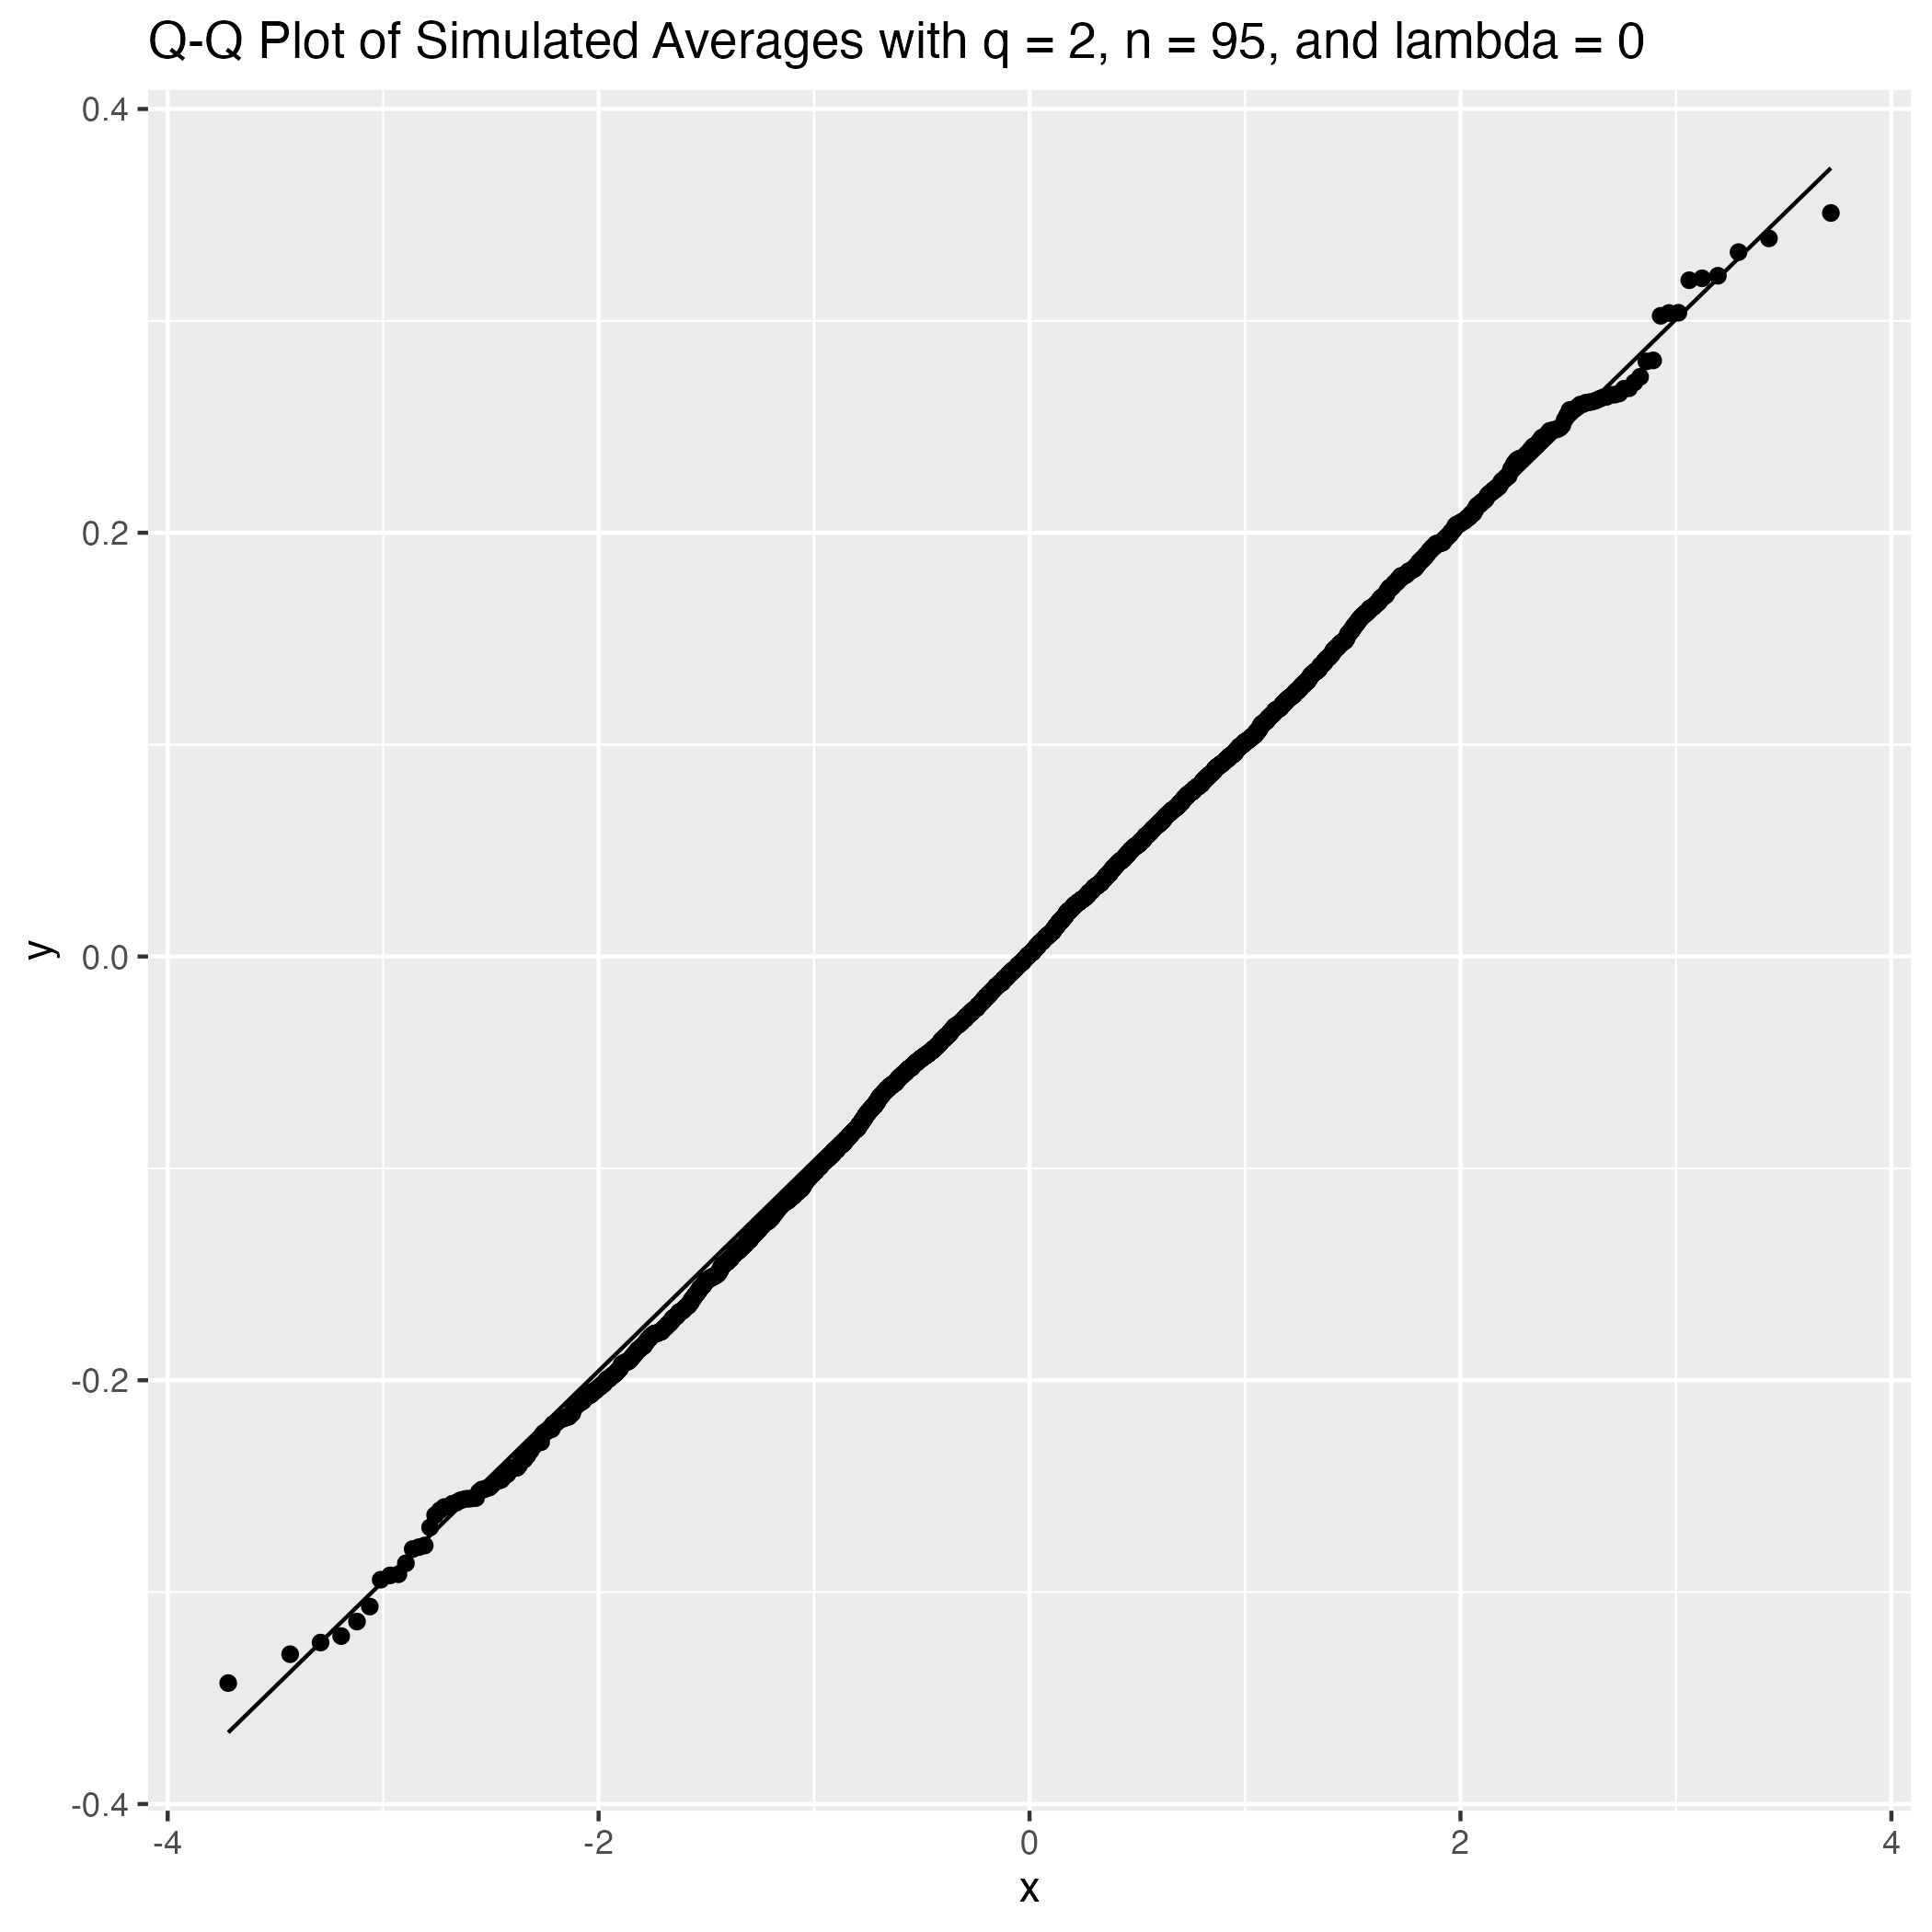 Q-Q Plot of Simulated Averages with q = 2, n = 95, and lambda = 0
0.4
0.2
0.0
-0.2
-0.4
y
-4 -2 0 2 4
x